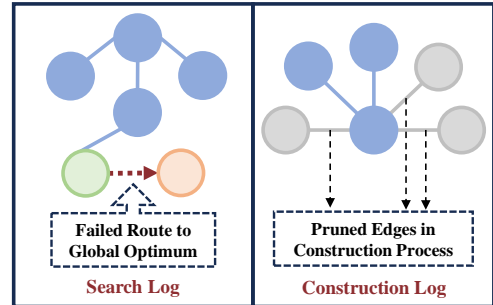 Failed Route to
Global Optimum
Search Log
Pruned Edges in
Construction Process
Construction Log